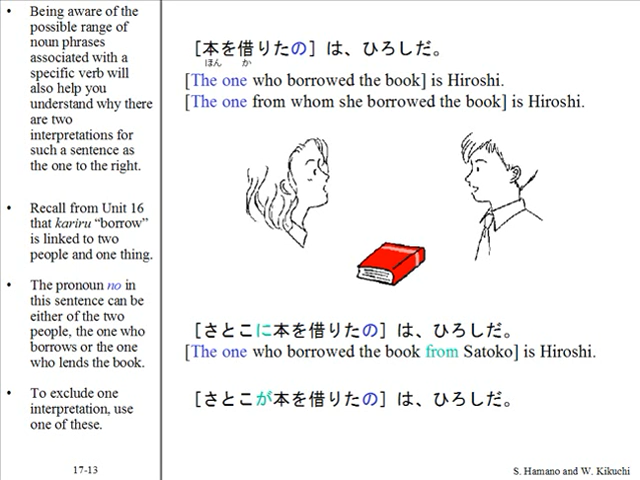 • Being aware of the
possible range of
noun phrases
associated with a
specific verb will
also help you
understand why there
are two
interpretations for
such a sentence as
the one to the right.
• Recall from Unit 16
that kariru “borrow”
is linked to two
people and one thing.
• The pronoun no in
this sentence can be
either of the two
people, the one who
borrows or the one
who lends the book.
• To exclude one
interpretation, use
one of these.
17-13
[本を借りたの] は、ひろしだ。
ほん か
[The one who borrowed the book] is Hiroshi.
[The one from whom she borrowed the book] is Hiroshi.
[さとこに本を借りたの] は、ひろしだ。
[The one who borrowed the book from Satoko] is Hiroshi.
[さとこが本を借りたの] は、ひろしだ。
S. Hamano and W. Kikuchi